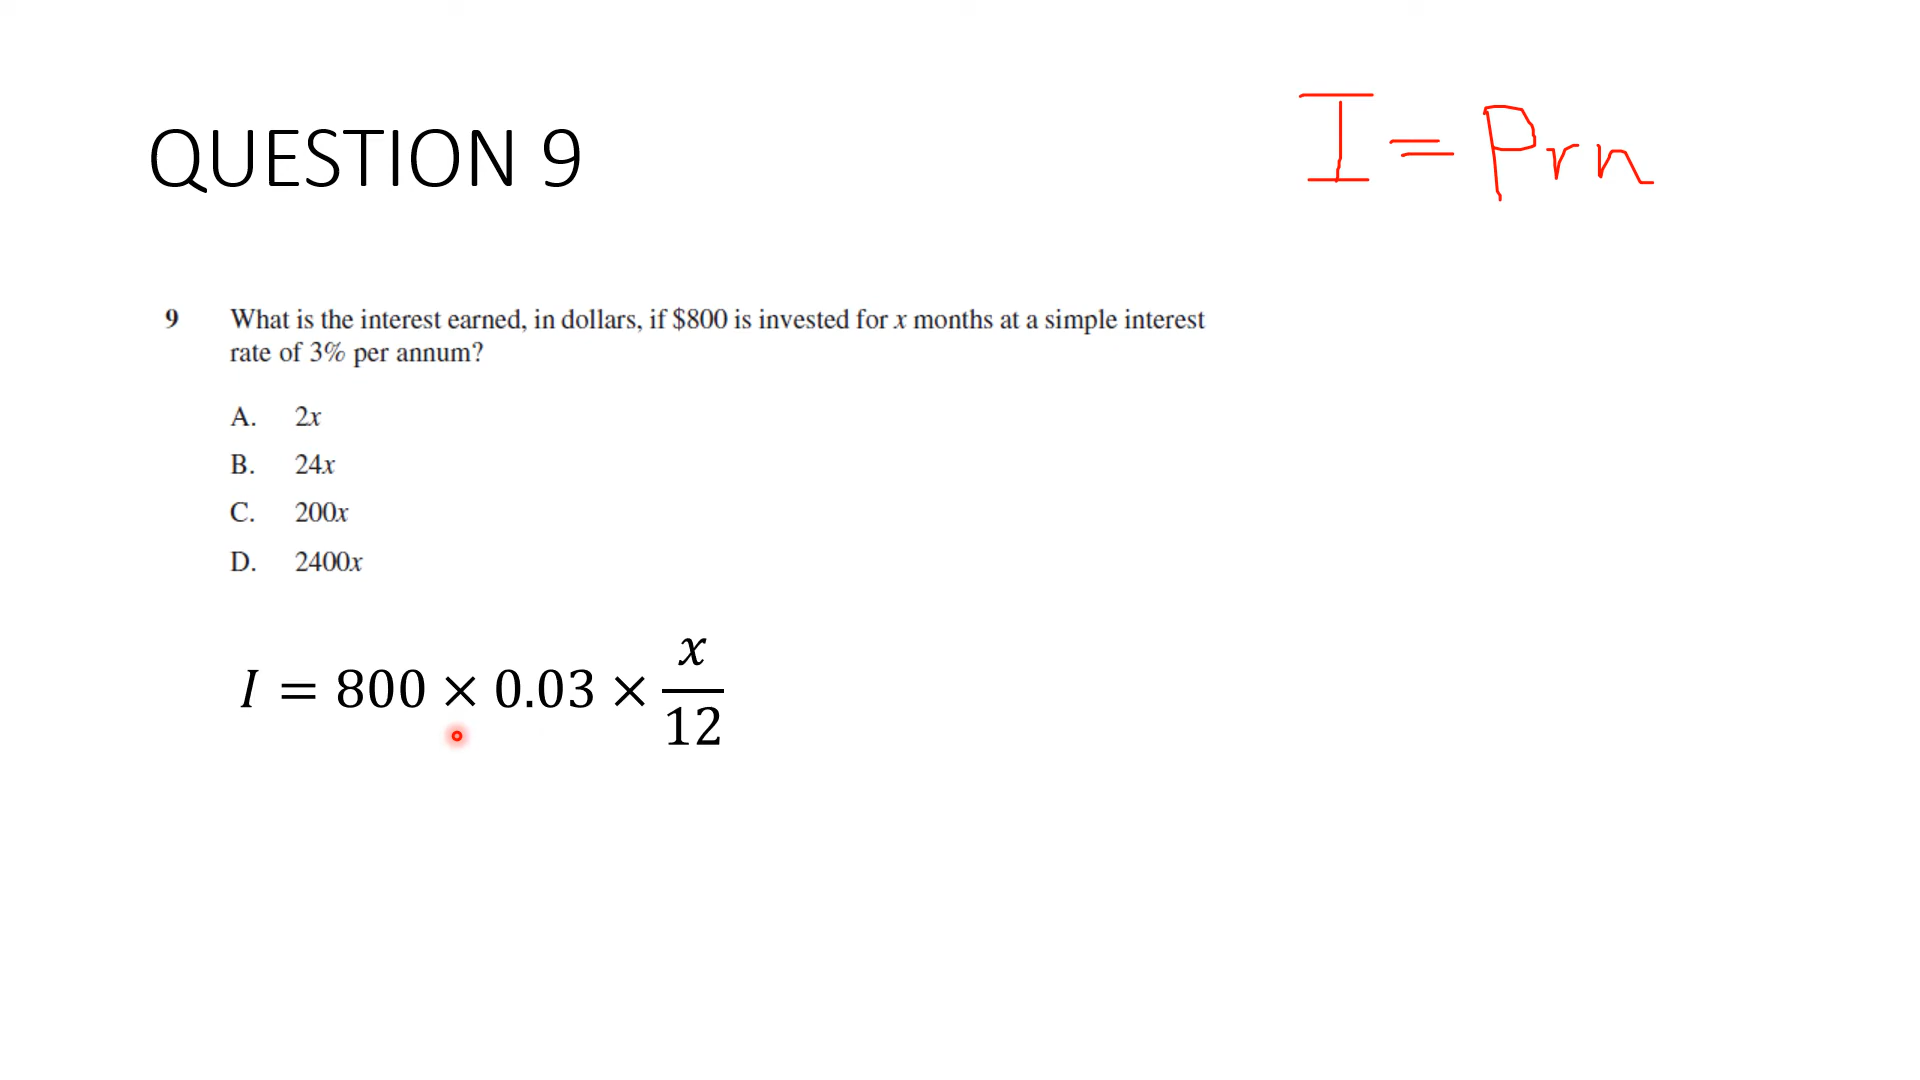 QUESTION 9
I = Prn
9 What is the interest earned, in dollars, if $800 is invested for x months at a simple interest
rate of 3% per annum?
A. 2x
B. 24x
C. 200x
D. 2400x
I = 800 × 0.03 × x/12